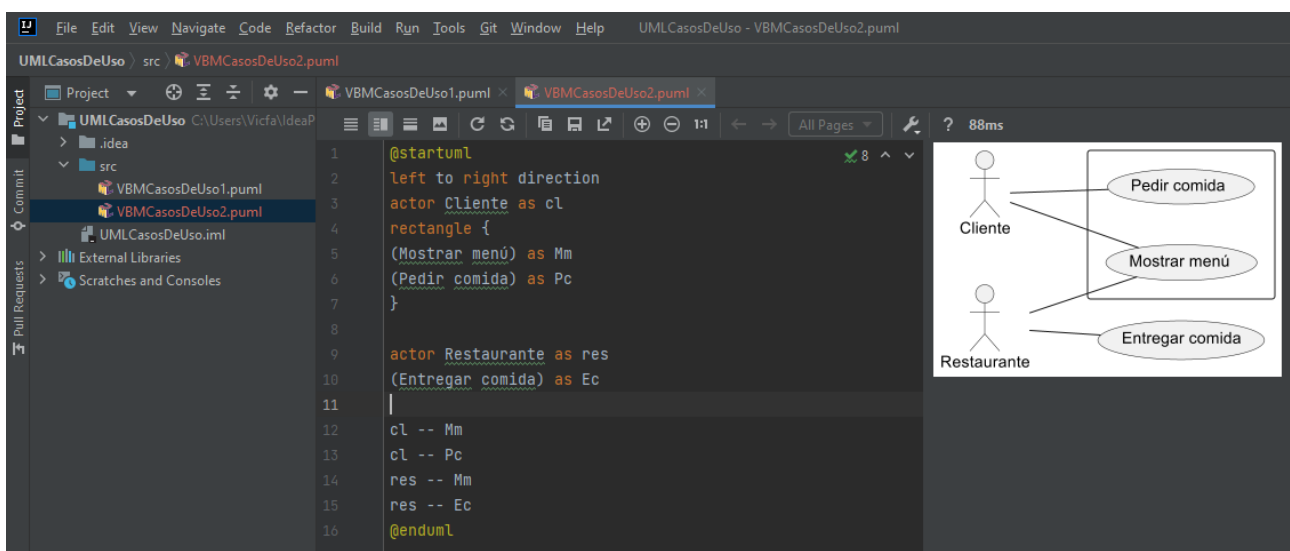 File Edit View Navigate Code Refactor Build Run Tools Git Window Help UMLCasosDeUso - VBMCasosDeUso2.puml
UMLCasosDeUso src VBMCasosDeUso2.puml
Project
Commit
Pull Requests
Project
UMLCasosDeUso C:\Users\Vicfa\IdeaP
.idea
src
VBMCasosDeUso1.puml
VBMCasosDeUso2.puml
UMLCasosDeUso.iml
External Libraries
Scratches and Consoles
VBMCasosDeUso1.puml VBMCasosDeUso2.puml
1:1 All Pages ? 88ms
8
1 @startuml
2 left to right direction
3 actor Cliente as cl
4 rectangle {
5 (Mostrar menú) as Mm
6 (Pedir comida) as Pc
7 }
8
9 actor Restaurante as res
10 (Entregar comida) as Ec
11
12 cl -- Mm
13 cl -- Pc
14 res -- Mm
15 res -- Ec
16 @enduml
Pedir comida
Cliente
Mostrar menú
Entregar comida
Restaurante